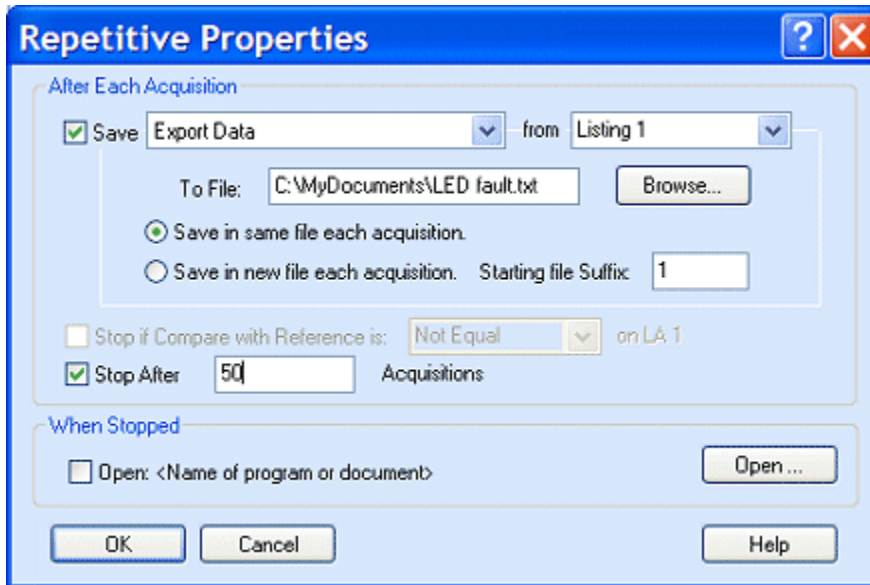 Repetitive Properties
After Each Acquisition
Save Export Data from Listing 1
To File: C:\MyDocuments\LED fault.txt Browse...
Save in same file each acquisition.
Save in new file each acquisition. Starting file Suffix: 1
Stop if Compare with Reference is: Not Equal on LA 1
Stop After 50 Acquisitions
When Stopped
Open: <Name of program or document> Open ...
OK Cancel Help